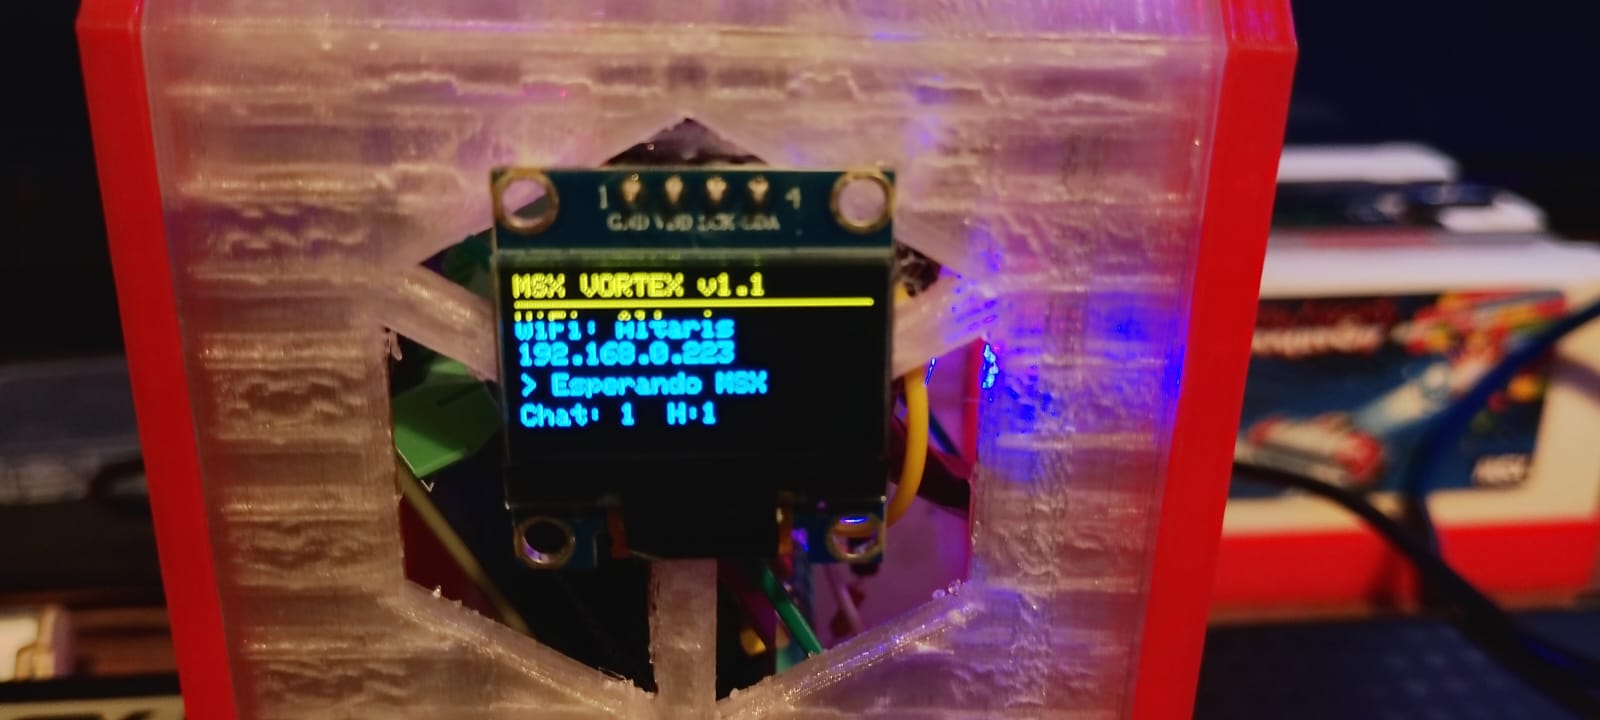 1 4
GND VDD SCK SDA
MSX VORTEX v1.1
WiFi: Aitaris
192.168.0.223
> Esperando MSX
Chat: 1 H:1
MSX